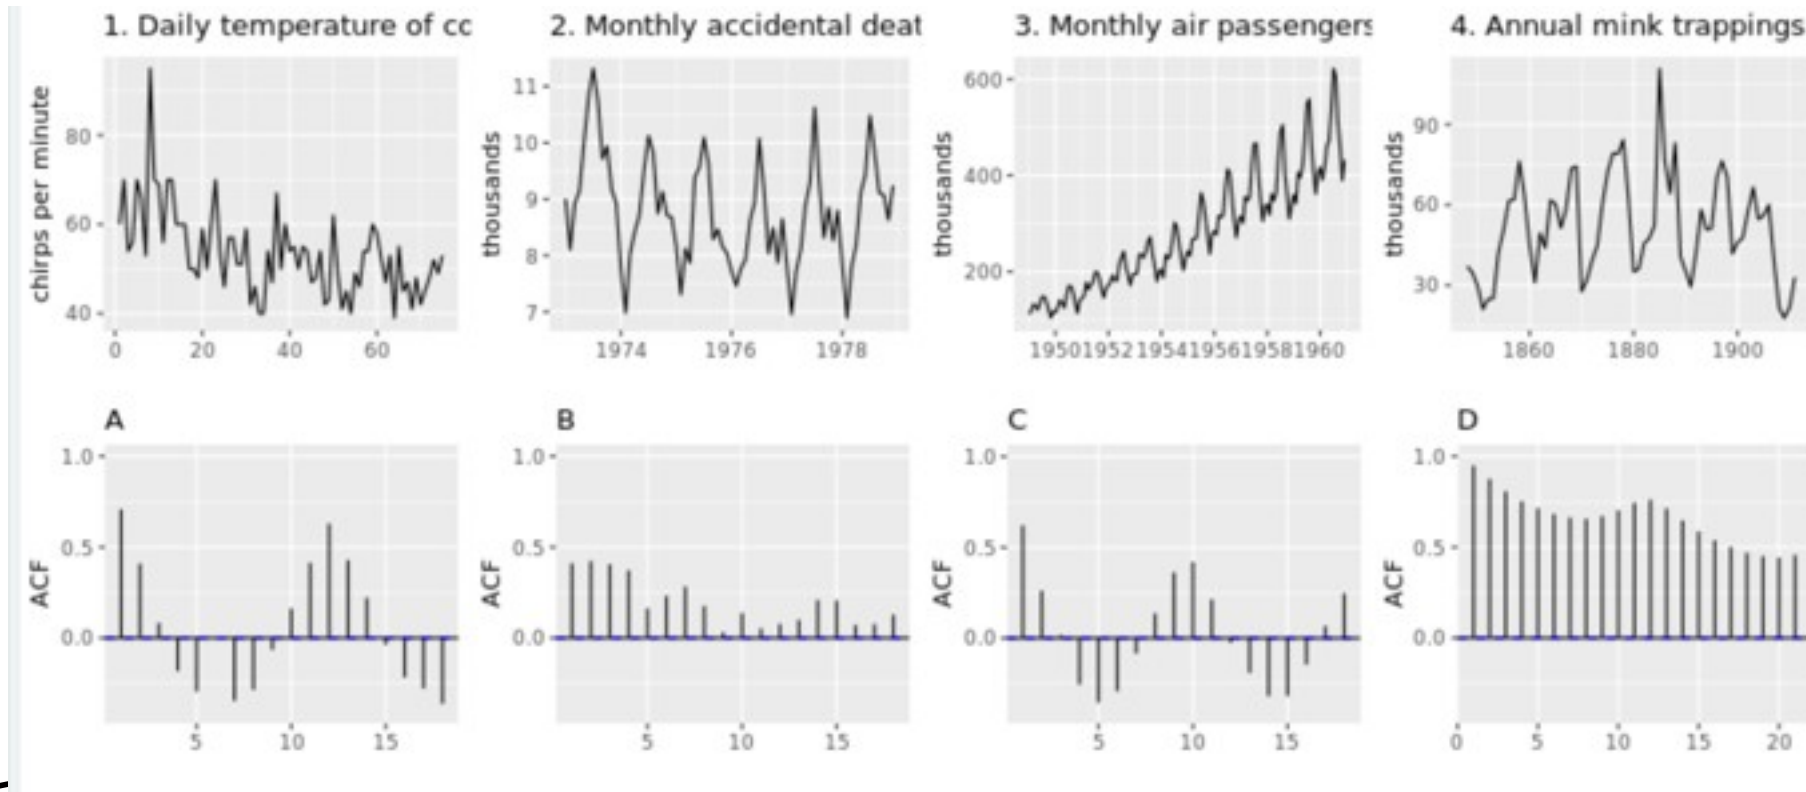 1. Daily temperature of cc
2. Monthly accidental deat
3. Monthly air passengers
4. Annual mink trappings
chirps per minute
80
60
40
0 20 40 60
thousands
11
10
9
8
7
1974 1976 1978
thousands
600
400
200
1950 1952 1954 1956 1958 1960
thousands
90
60
30
1860 1880 1900
A
B
C
D
ACF
1.0
0.5
0.0
5 10 15
ACF
1.0
0.5
0.0
5 10 15
ACF
1.0
0.5
0.0
5 10 15
ACF
1.0
0.5
0.0
0 5 10 15 20